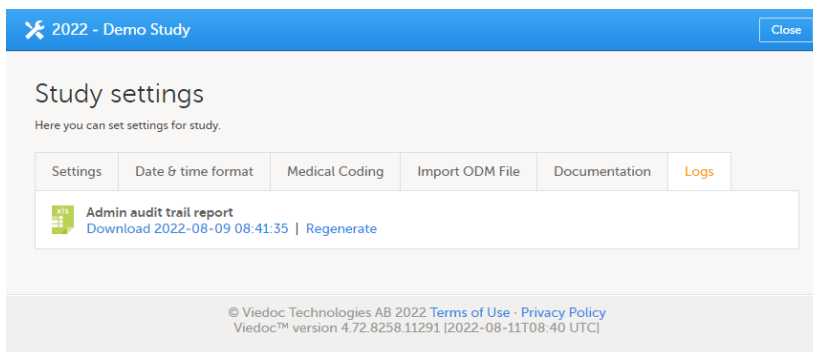 2022 - Demo Study Close
Study settings
Here you can set settings for study.
Settings Date & time format Medical Coding Import ODM File Documentation Logs
xls
Admin audit trail report
Download 2022-08-09 08:41:35 | Regenerate
© Viedoc Technologies AB 2022 Terms of Use · Privacy Policy
Viedoc™ version 4.72.8258.11291 [2022-08-11T08:40 UTC]